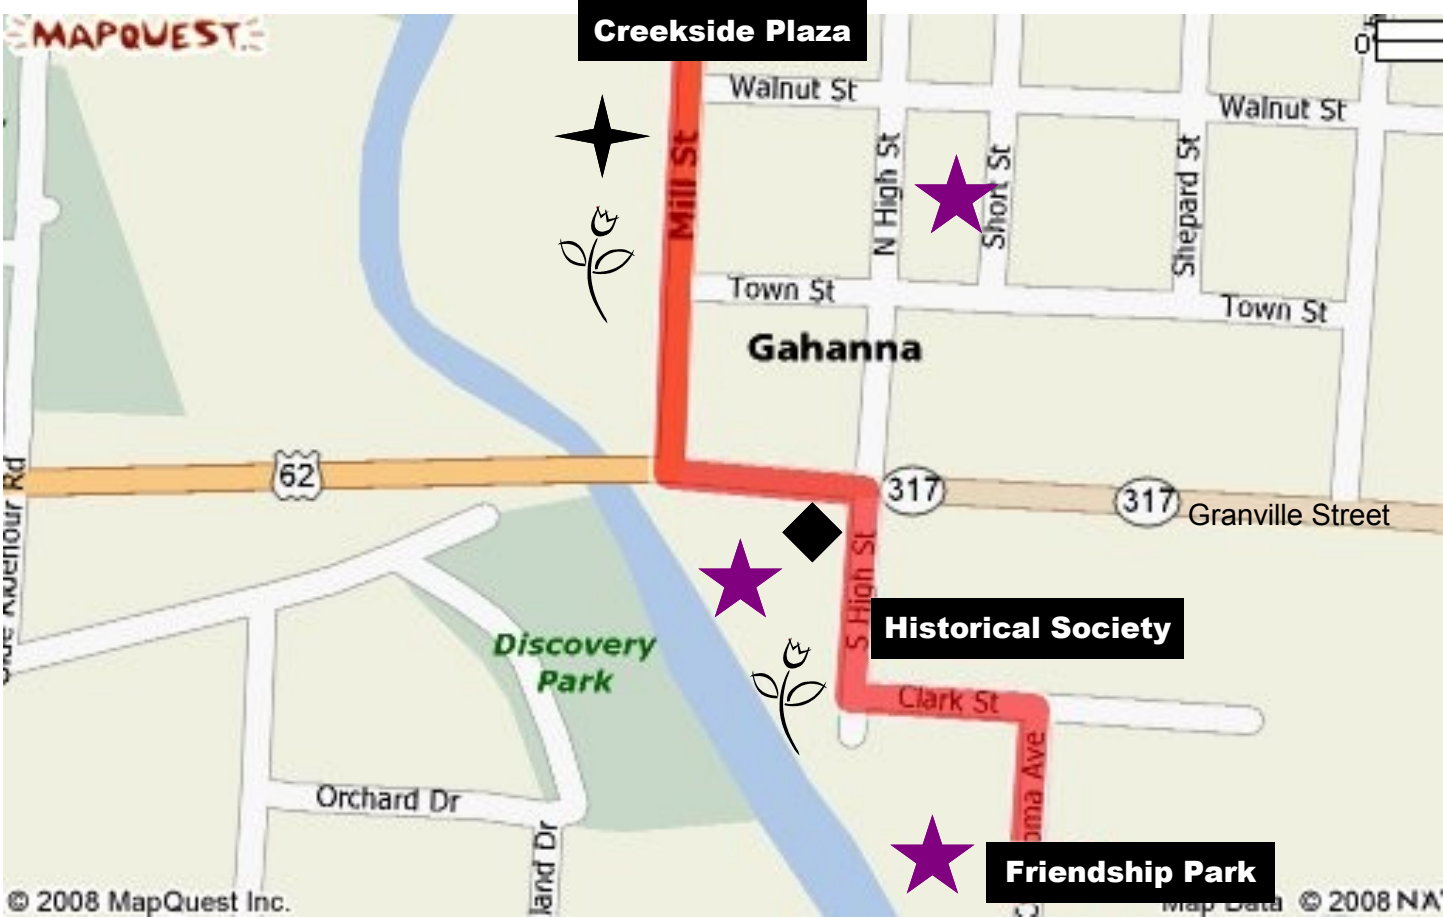 MAPQUEST
Creekside Plaza
Walnut St
Walnut St
Mill St
N High St
Short St
Shepard St
Town St
Town St
Gahanna
62
317
317
Granville Street
S High St
Historical Society
Discovery
Park
Clark St
Orchard Dr
Friendship Park
© 2008 MapQuest Inc.
Map Data © 2008